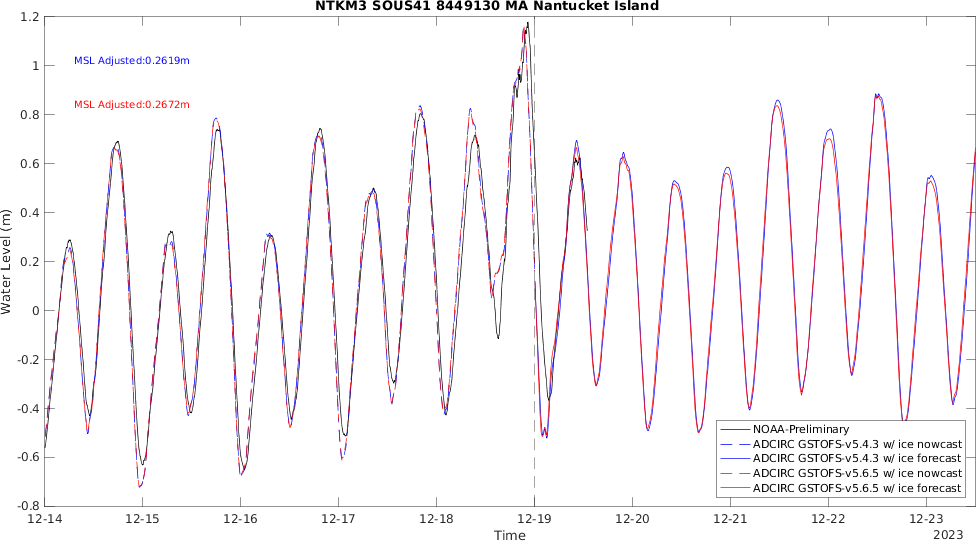 NTKM3 SOUS41 8449130 MA Nantucket Island
1.2
1
0.8
0.6
0.4
0.2
0
-0.2
-0.4
-0.6
-0.8
Water Level (m)
MSL Adjusted:0.2619m
MSL Adjusted:0.2672m
NOAA-Preliminary
ADCIRC GSTOFS-v5.4.3 w/ ice nowcast
ADCIRC GSTOFS-v5.4.3 w/ ice forecast
ADCIRC GSTOFS-v5.6.5 w/ ice nowcast
ADCIRC GSTOFS-v5.6.5 w/ ice forecast
12-14 12-15 12-16 12-17 12-18 12-19 12-20 12-21 12-22 12-23
Time
2023